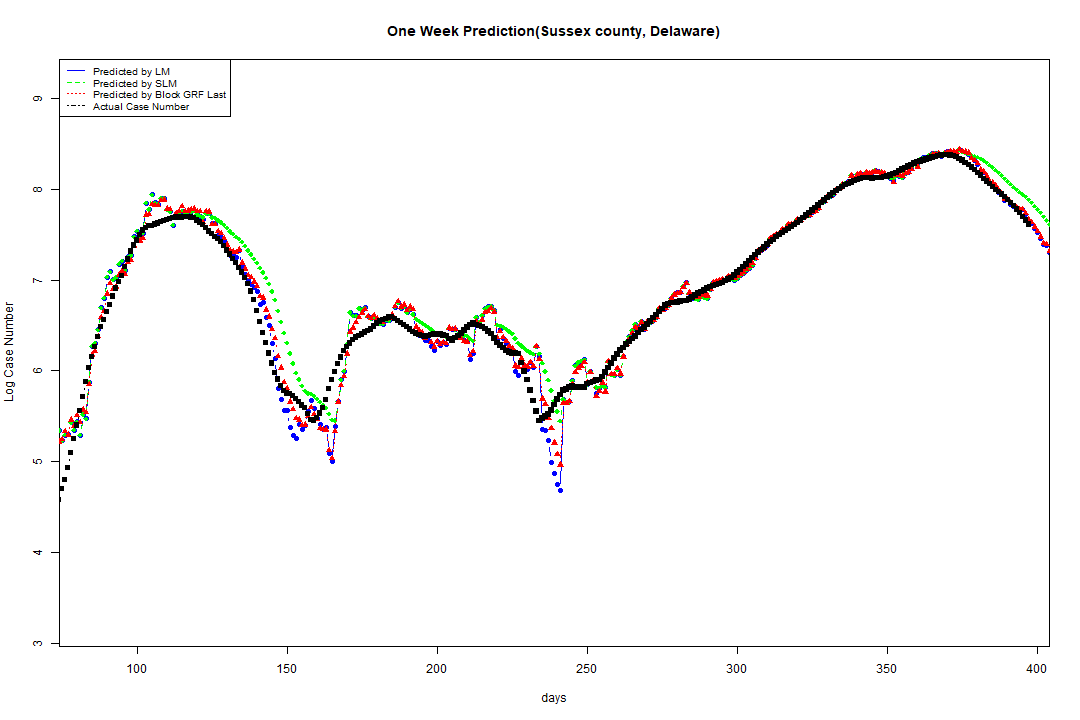 One Week Prediction(Sussex county, Delaware)
Predicted by LM
Predicted by SLM
Predicted by Block GRF Last
Actual Case Number
Log Case Number
9
8
7
6
5
4
3
100 150 200 250 300 350 400
days